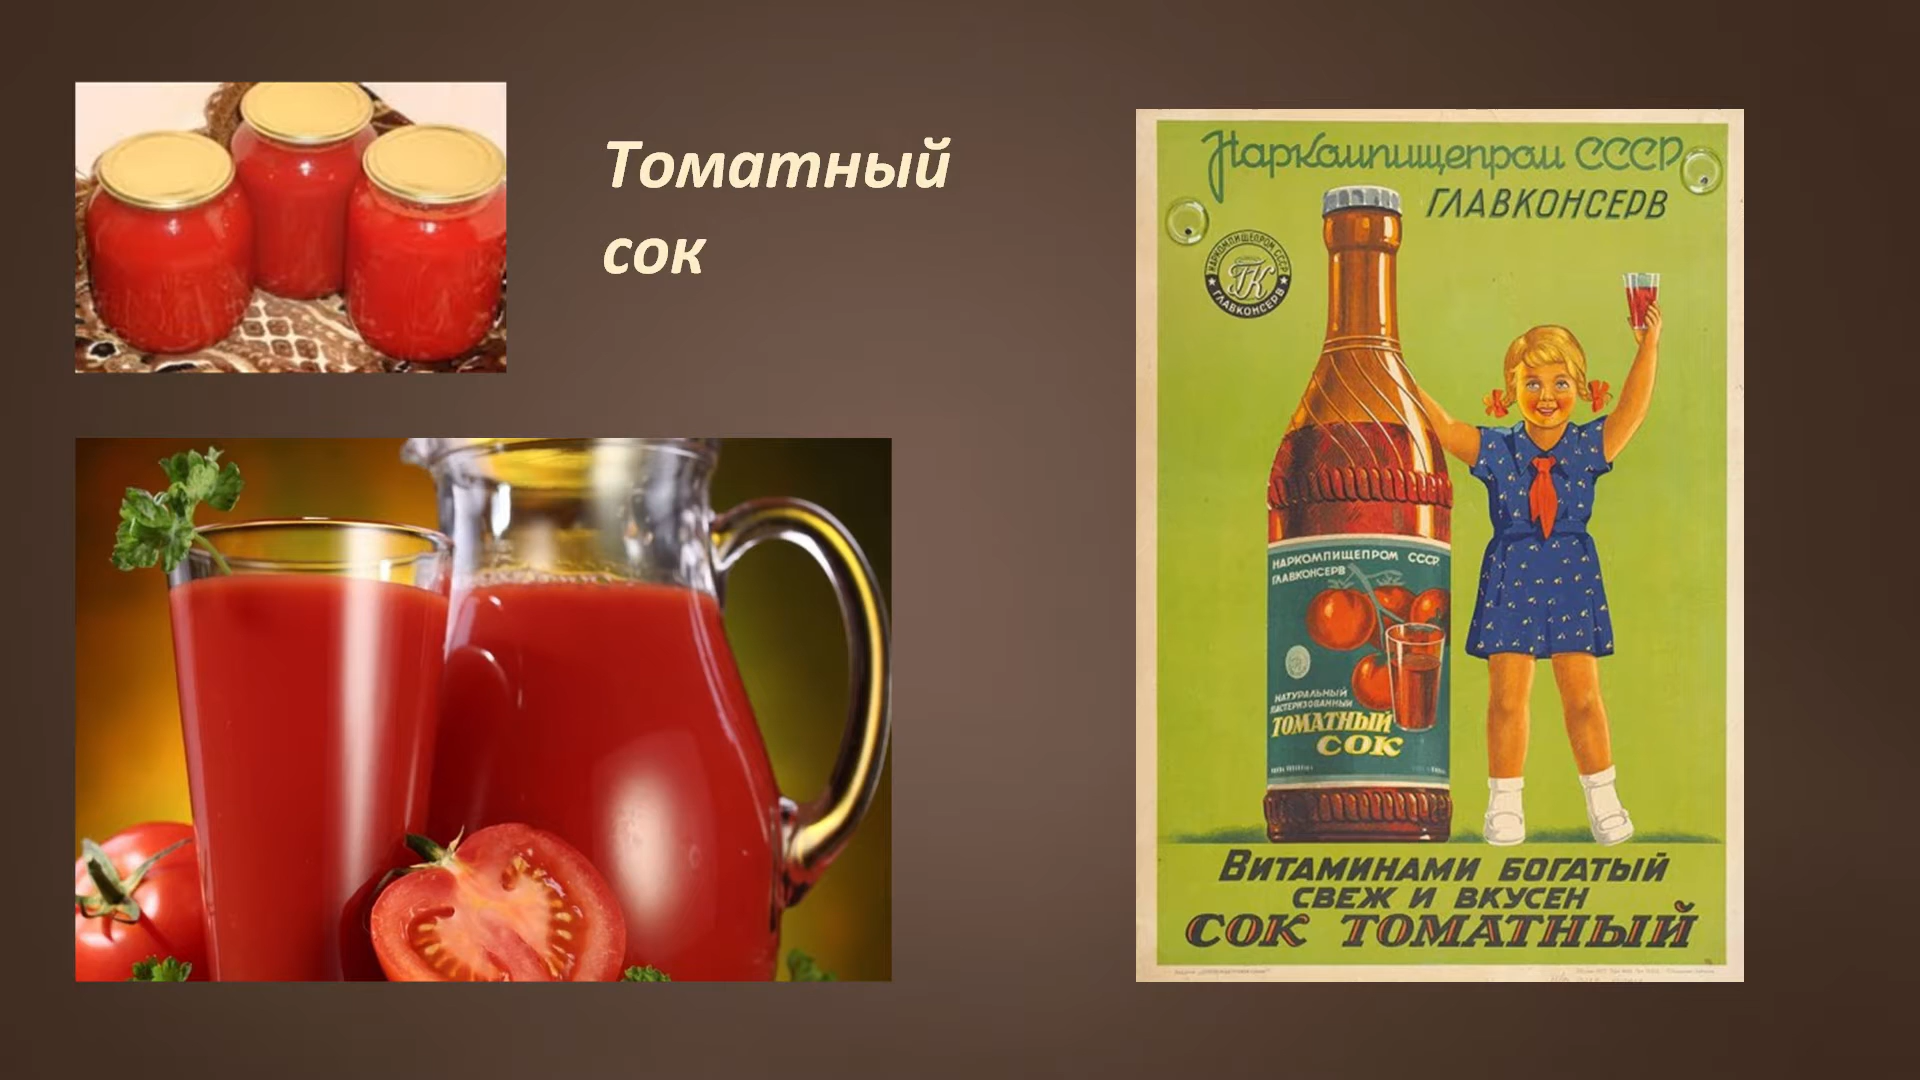 Томатный
сок
Наркомпищепром СССР
ГЛАВКОНСЕРВ
НАРКОМПИЩЕПРОМ СССР
ГК
ГЛАВКОНСЕРВ
НАРКОМПИЩЕПРОМ СССР
ГЛАВКОНСЕРВ
НАТУРАЛЬНЫЙ
ПАСТЕРИЗОВАННЫЙ
ТОМАТНЫЙ
СОК
ВИТАМИНАМИ БОГАТЫЙ
СВЕЖ И ВКУСЕН
СОК ТОМАТНЫЙ